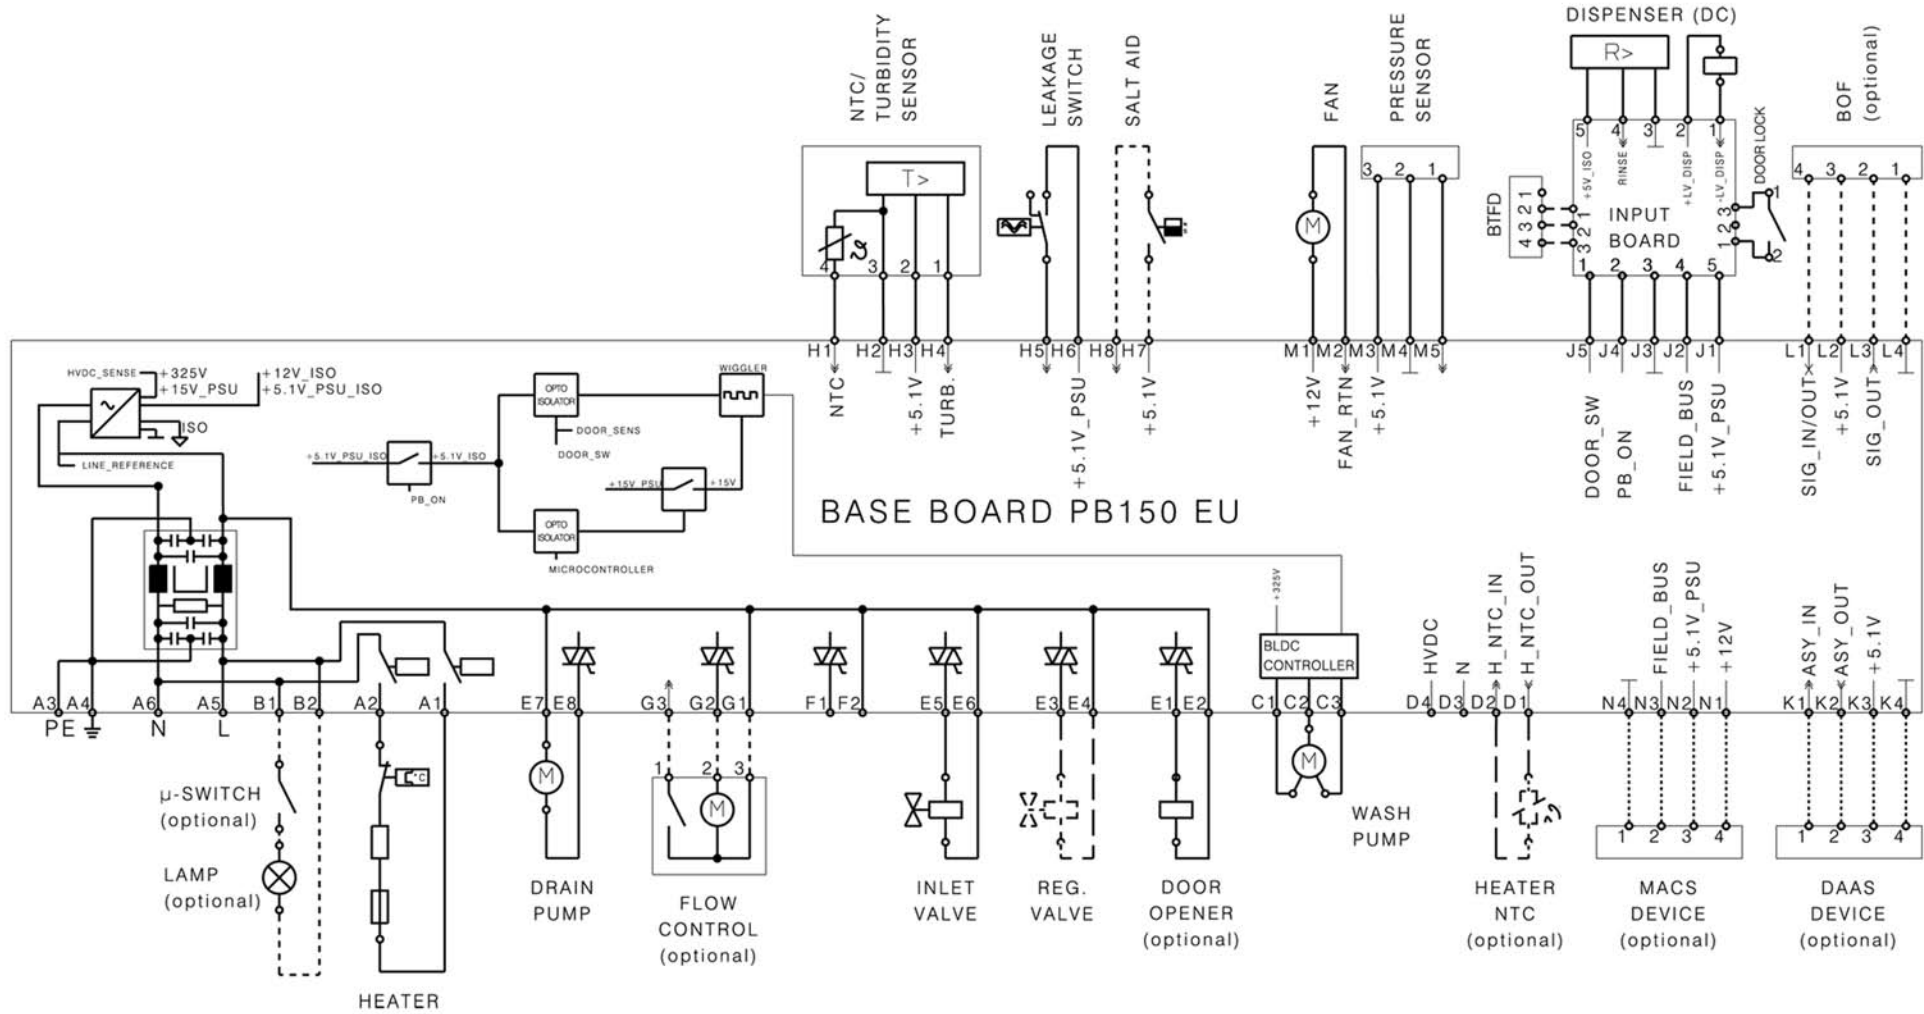 DISPENSER (DC)
NTC/
TURBIDITY
SENSOR
LEAKAGE
SWITCH
SALT AID
FAN
PRESSURE
SENSOR
BOF
(optional)
R>
T>
5 4 3 2 1
+5V_ISO
RINSE
+LV_DISP
-LV_DISP
DOOR LOCK
1
2
BTFD
4 3 2 1
3 2 1
INPUT
BOARD
1 2 3
1 2 3 4 5
4 3 2 1
3 2 1
4 3 2 1
M
H1 H2 H3 H4 H5 H6 H8 H7 M1 M2 M3 M4 M5 J5 J4 J3 J2 J1 L1 L2 L3 L4
NTC
+5.1V
TURB.
+5.1V_PSU
+5.1V
+12V
FAN_RTN
+5.1V
DOOR_SW
PB_ON
FIELD_BUS
+5.1V_PSU
SIG_IN/OUT
+5.1V
SIG_OUT
HVDC_SENSE
+325V
+15V_PSU
+12V_ISO
+5.1V_PSU_ISO
ISO
LINE_REFERENCE
OPTO
ISOLATOR
WIGGLER
DOOR_SENS
DOOR_SW
+5.1V_PSU_ISO
+5.1V_ISO
PB_ON
+15V_PSU
+15V
OPTO
ISOLATOR
MICROCONTROLLER
BASE BOARD PB150 EU
+325V
BLDC
CONTROLLER
HVDC
N
H_NTC_IN
H_NTC_OUT
FIELD_BUS
+5.1V_PSU
+12V
ASY_IN
ASY_OUT
+5.1V
A3 A4 A6 A5 B1 B2 A2 A1 E7 E8 G3 G2 G1 F1 F2 E5 E6 E3 E4 E1 E2 C1 C2 C3 D4 D3 D2 D1 N4 N3 N2 N1 K1 K2 K3 K4
PE N L
°C
M
1 2 3
M
M
1 2 3 4
1 2 3 4
µ-SWITCH
(optional)
LAMP
(optional)
HEATER
DRAIN
PUMP
FLOW
CONTROL
(optional)
INLET
VALVE
REG.
VALVE
DOOR
OPENER
(optional)
WASH
PUMP
HEATER
NTC
(optional)
MACS
DEVICE
(optional)
DAAS
DEVICE
(optional)